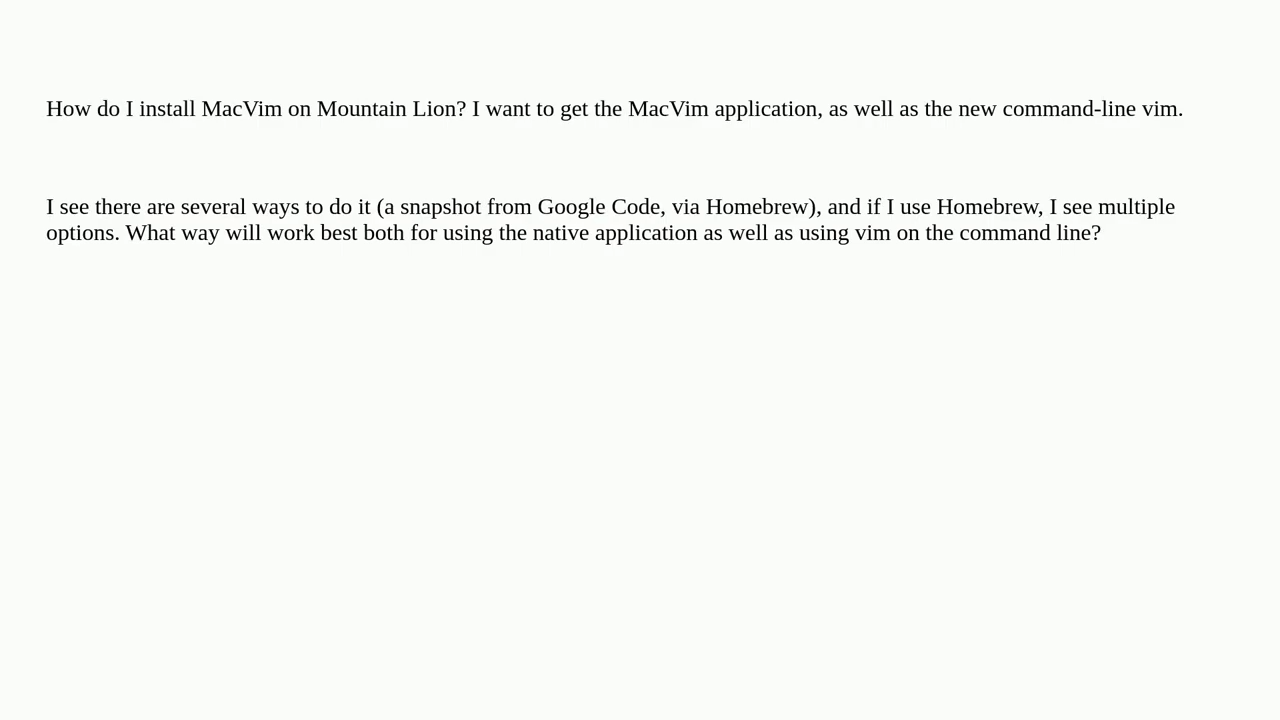 How do I install MacVim on Mountain Lion? I want to get the MacVim application, as well as the new command-line vim.
I see there are several ways to do it (a snapshot from Google Code, via Homebrew), and if I use Homebrew, I see multiple
options. What way will work best both for using the native application as well as using vim on the command line?